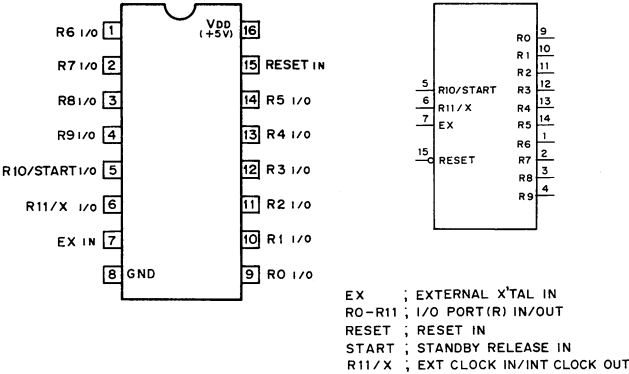 VDD
(+5V)
R6 I/O 1
16
R7 I/O 2
15 RESET IN
R8 I/O 3
14 R5 I/O
R9 I/O 4
13 R4 I/O
R10/START I/O 5
12 R3 I/O
R11/X I/O 6
11 R2 I/O
EX IN 7
10 R1 I/O
8 GND
9 R0 I/O
5 R10/START
6 R11/X
7 EX
15 RESET
R0 9
R1 10
R2 11
R3 12
R4 13
R5 14
R6 1
R7 2
R8 3
R9 4
EX ; EXTERNAL X'TAL IN
R0-R11 ; I/O PORT(R) IN/OUT
RESET ; RESET IN
START ; STANDBY RELEASE IN
R11/X ; EXT CLOCK IN/INT CLOCK OUT